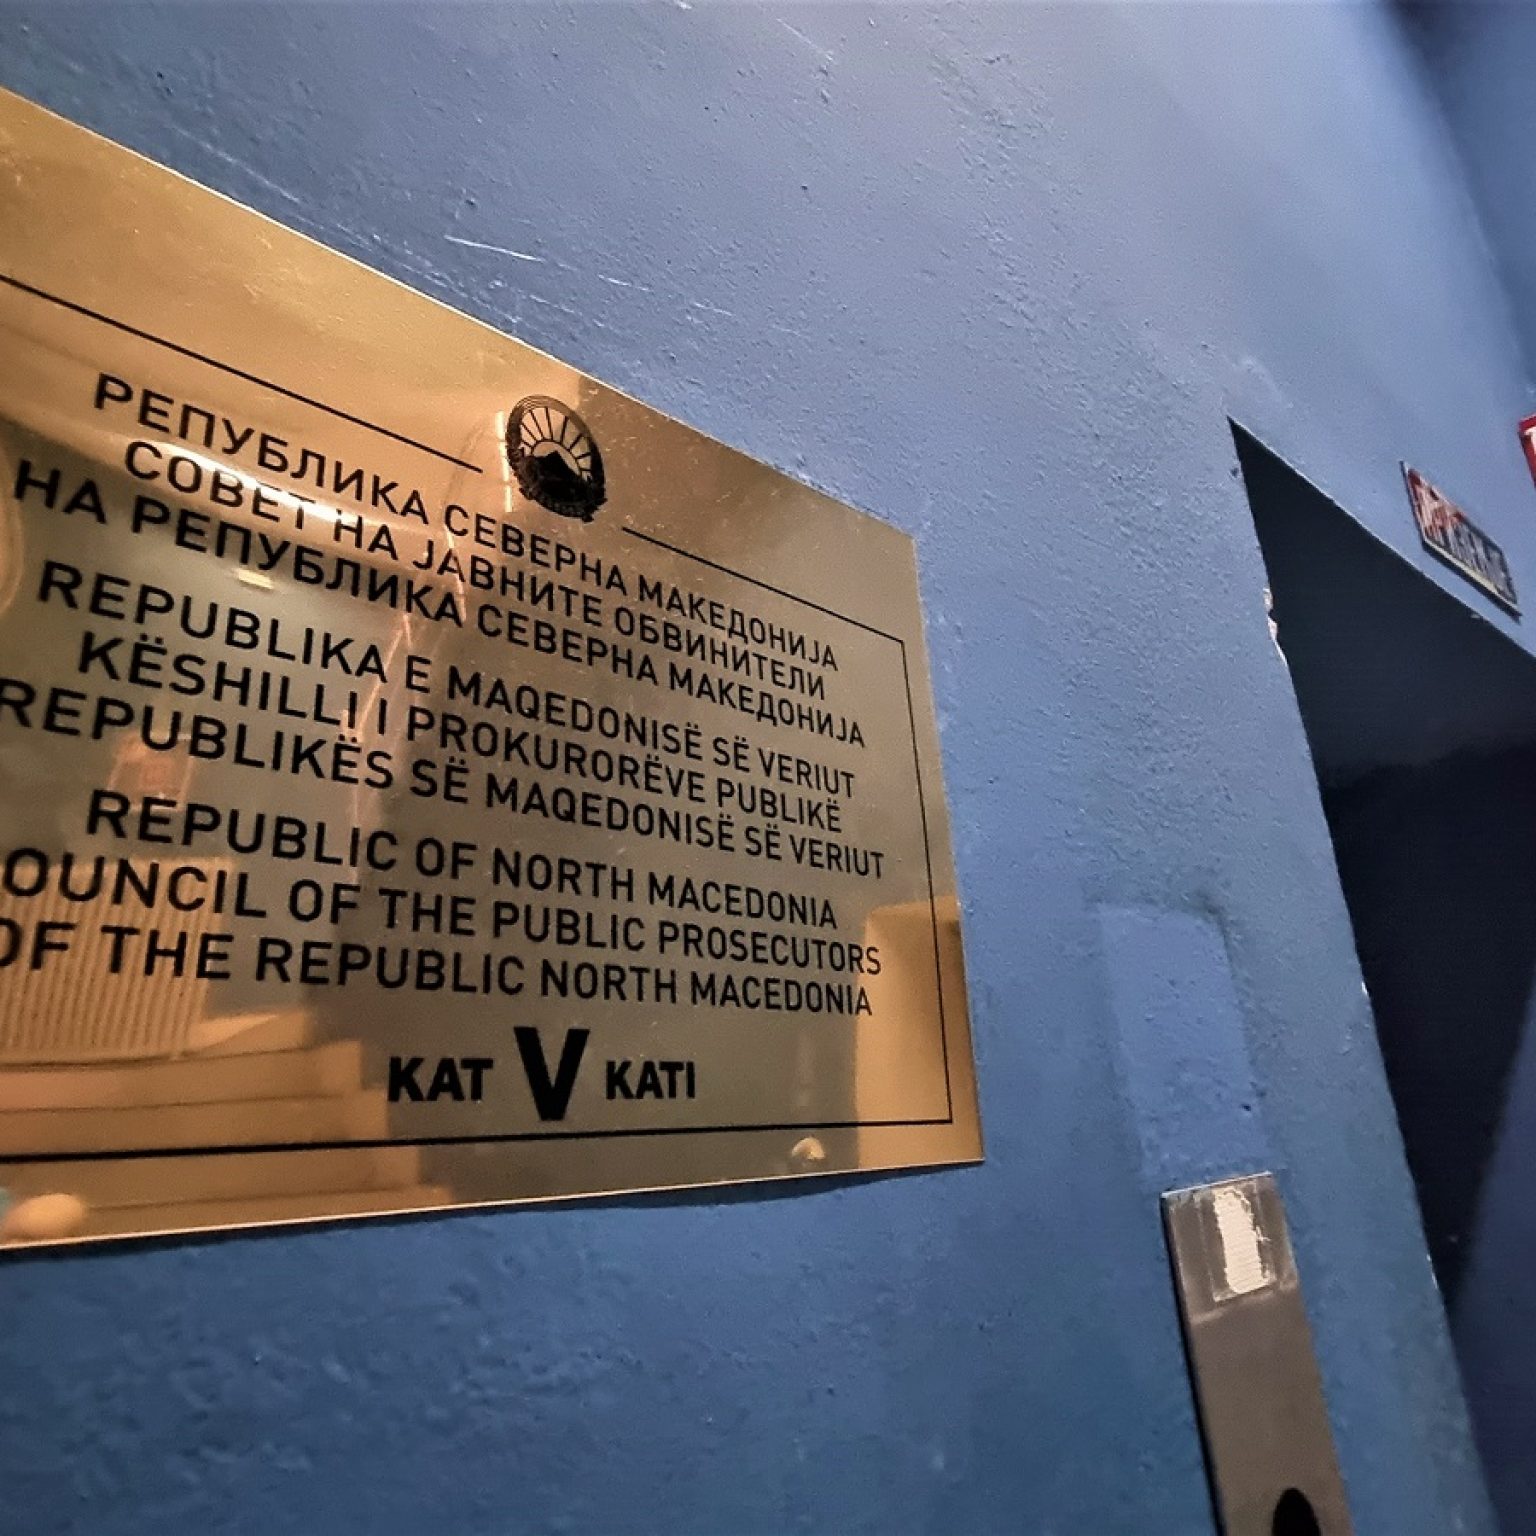 РЕПУБЛИКА СЕВЕРНА МАКЕДОНИЈА
СОВЕТ НА ЈАВНИТЕ ОБВИНИТЕЛИ
НА РЕПУБЛИКА СЕВЕРНА МАКЕДОНИЈА
REPUBLIKA E MAQEDONISË SË VERIUT
KËSHILLI I PROKURORËVE PUBLIKË
REPUBLIKËS SË MAQEDONISË SË VERIUT
REPUBLIC OF NORTH MACEDONIA
OUNCIL OF THE PUBLIC PROSECUTORS
OF THE REPUBLIC NORTH MACEDONIA
КАТ V KATI